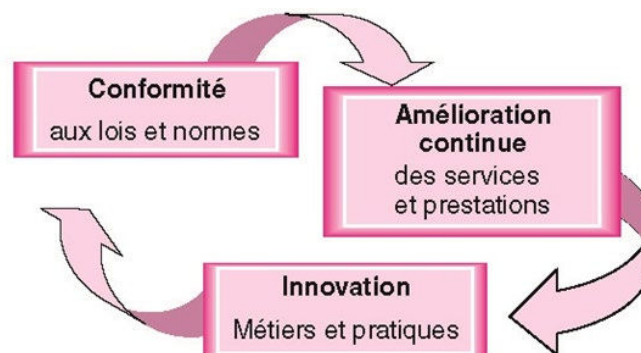 Conformité
aux lois et normes
Amélioration
continue
des services
et prestations
Innovation
Métiers et pratiques